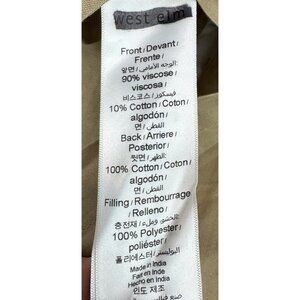 west elm
Front / Devant /
Frente /
앞면 / الوجه الأمامي:
90% viscose /
viscosa /
비스코스 / فيسكوز
10% Cotton / Coton /
algodón /
면 / القطن
Back / Arriere /
Posterior /
뒷면 / الظهر:
100% Cotton / Coton /
algodón /
면 / القطن
Filling / Rembourrage
/ Relleno /
충전재 / الحشو
100% Polyester /
poliéster /
폴리에스터 / البوليستر
Made in India
Fait en Inde
Hecho en India
인도 제조